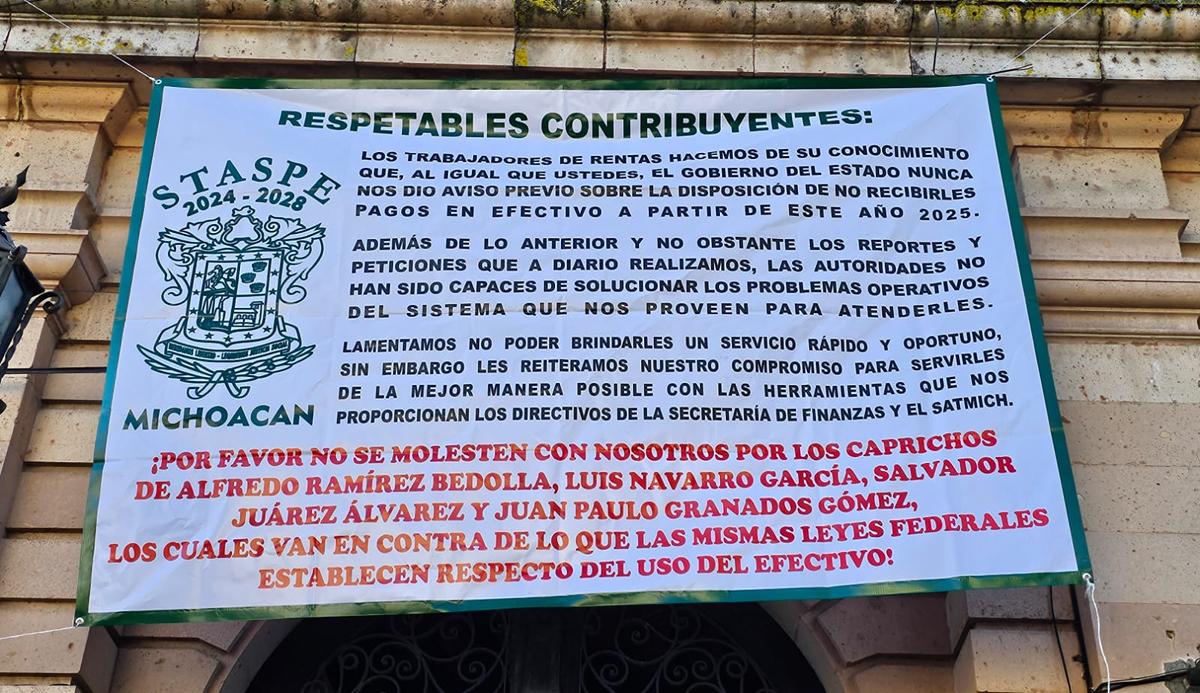 RESPETABLES CONTRIBUYENTES:
STASPE
2024 - 2028
MICHOACAN
LOS TRABAJADORES DE RENTAS HACEMOS DE SU CONOCIMIENTO
QUE, AL IGUAL QUE USTEDES, EL GOBIERNO DEL ESTADO NUNCA
NOS DIO AVISO PREVIO SOBRE LA DISPOSICIÓN DE NO RECIBIRLES
PAGOS EN EFECTIVO A PARTIR DE ESTE AÑO 2025.
ADEMÁS DE LO ANTERIOR Y NO OBSTANTE LOS REPORTES Y
PETICIONES QUE A DIARIO REALIZAMOS, LAS AUTORIDADES NO
HAN SIDO CAPACES DE SOLUCIONAR LOS PROBLEMAS OPERATIVOS
DEL SISTEMA QUE NOS PROVEEN PARA ATENDERLES.
LAMENTAMOS NO PODER BRINDARLES UN SERVICIO RÁPIDO Y OPORTUNO,
SIN EMBARGO LES REITERAMOS NUESTRO COMPROMISO PARA SERVIRLES
DE LA MEJOR MANERA POSIBLE CON LAS HERRAMIENTAS QUE NOS
PROPORCIONAN LOS DIRECTIVOS DE LA SECRETARÍA DE FINANZAS Y EL SATMICH.
¡POR FAVOR NO SE MOLESTEN CON NOSOTROS POR LOS CAPRICHOS
DE ALFREDO RAMÍREZ BEDOLLA, LUIS NAVARRO GARCÍA, SALVADOR
JUÁREZ ÁLVAREZ Y JUAN PAULO GRANADOS GÓMEZ,
LOS CUALES VAN EN CONTRA DE LO QUE LAS MISMAS LEYES FEDERALES
ESTABLECEN RESPECTO DEL USO DEL EFECTIVO!